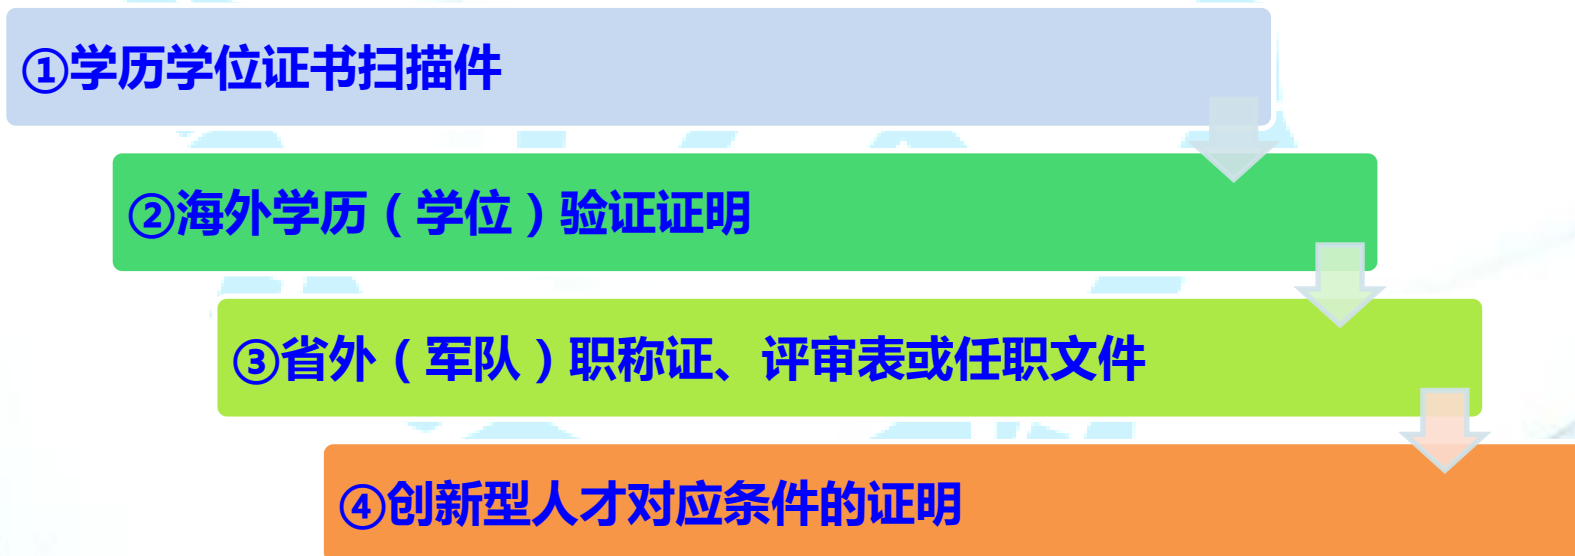 ①学历学位证书扫描件
②海外学历（学位）验证证明
③省外（军队）职称证、评审表或任职文件
④创新型人才对应条件的证明